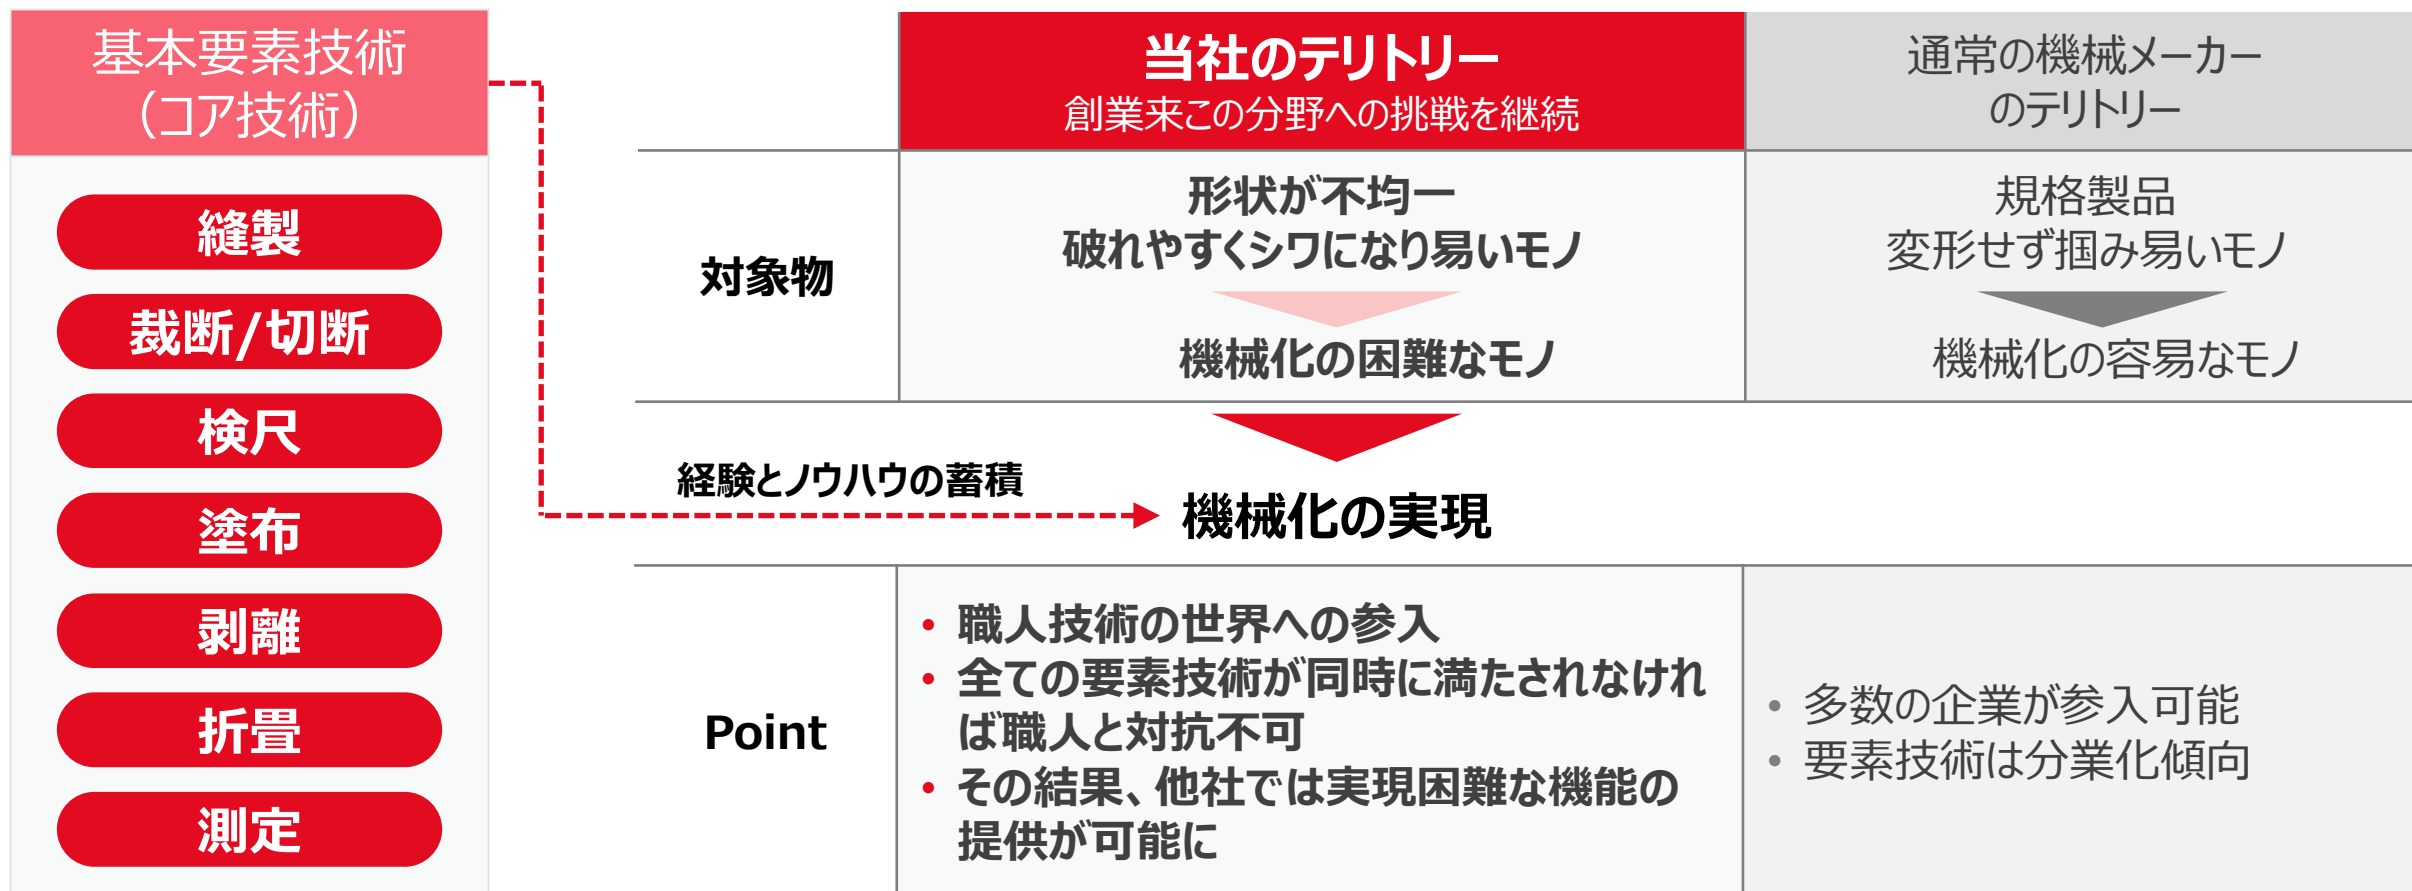 基本要素技術
（コア技術）
縫製
裁断/切断
検尺
塗布
剥離
折畳
測定
当社のテリトリー
創業来この分野への挑戦を継続
通常の機械メーカー
のテリトリー
対象物
形状が不均一
破れやすくシワになり易いモノ
機械化の困難なモノ
規格製品
変形せず掴み易いモノ
機械化の容易なモノ
経験とノウハウの蓄積
機械化の実現
Point
• 職人技術の世界への参入
• 全ての要素技術が同時に満たされなけれ
ば職人と対抗不可
• その結果、他社では実現困難な機能の
提供が可能に
• 多数の企業が参入可能
• 要素技術は分業化傾向